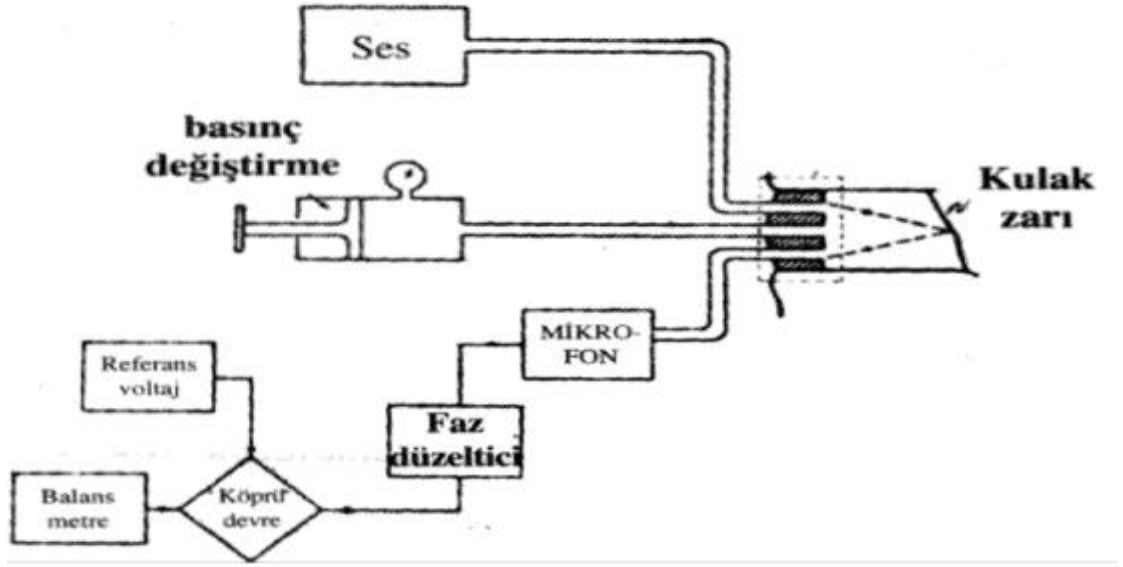 Ses
basınç
değiştirme
Kulak
zarı
MİKRO-
FON
Referans
voltaj
Faz
düzeltici
Köprü
devre
Balans
metre